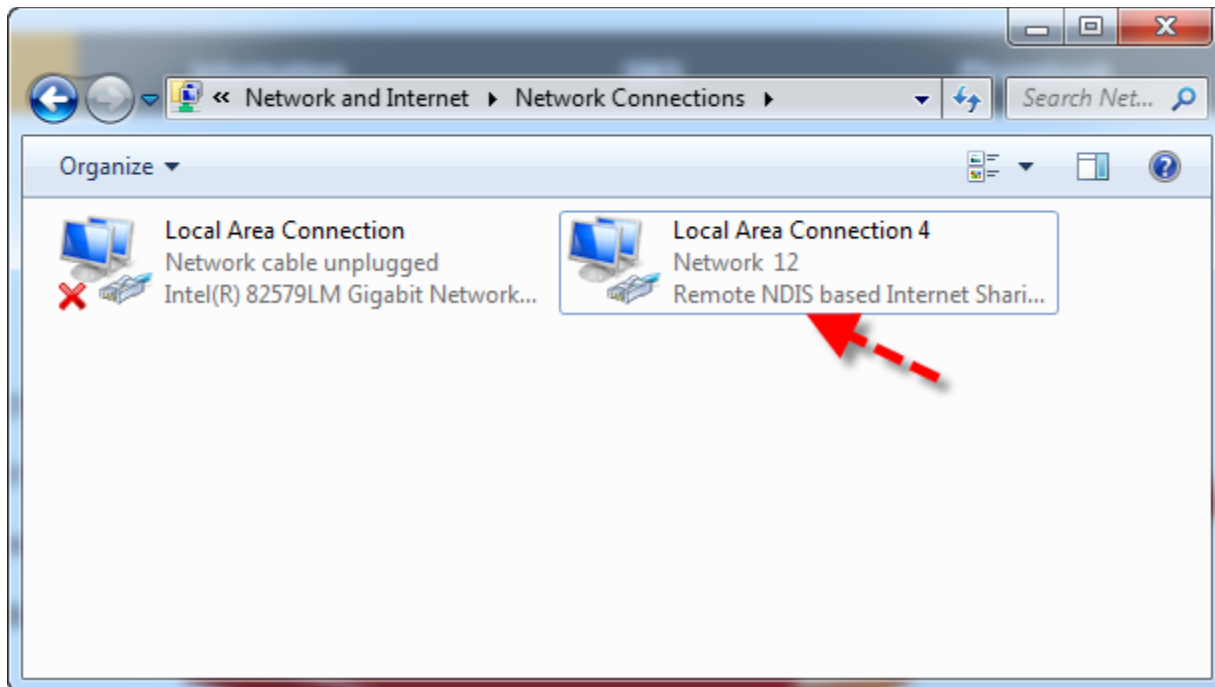 « Network and Internet ▸ Network Connections ▸
Search Net...
Organize
Local Area Connection
Network cable unplugged
Intel(R) 82579LM Gigabit Network...
Local Area Connection 4
Network 12
Remote NDIS based Internet Shari...